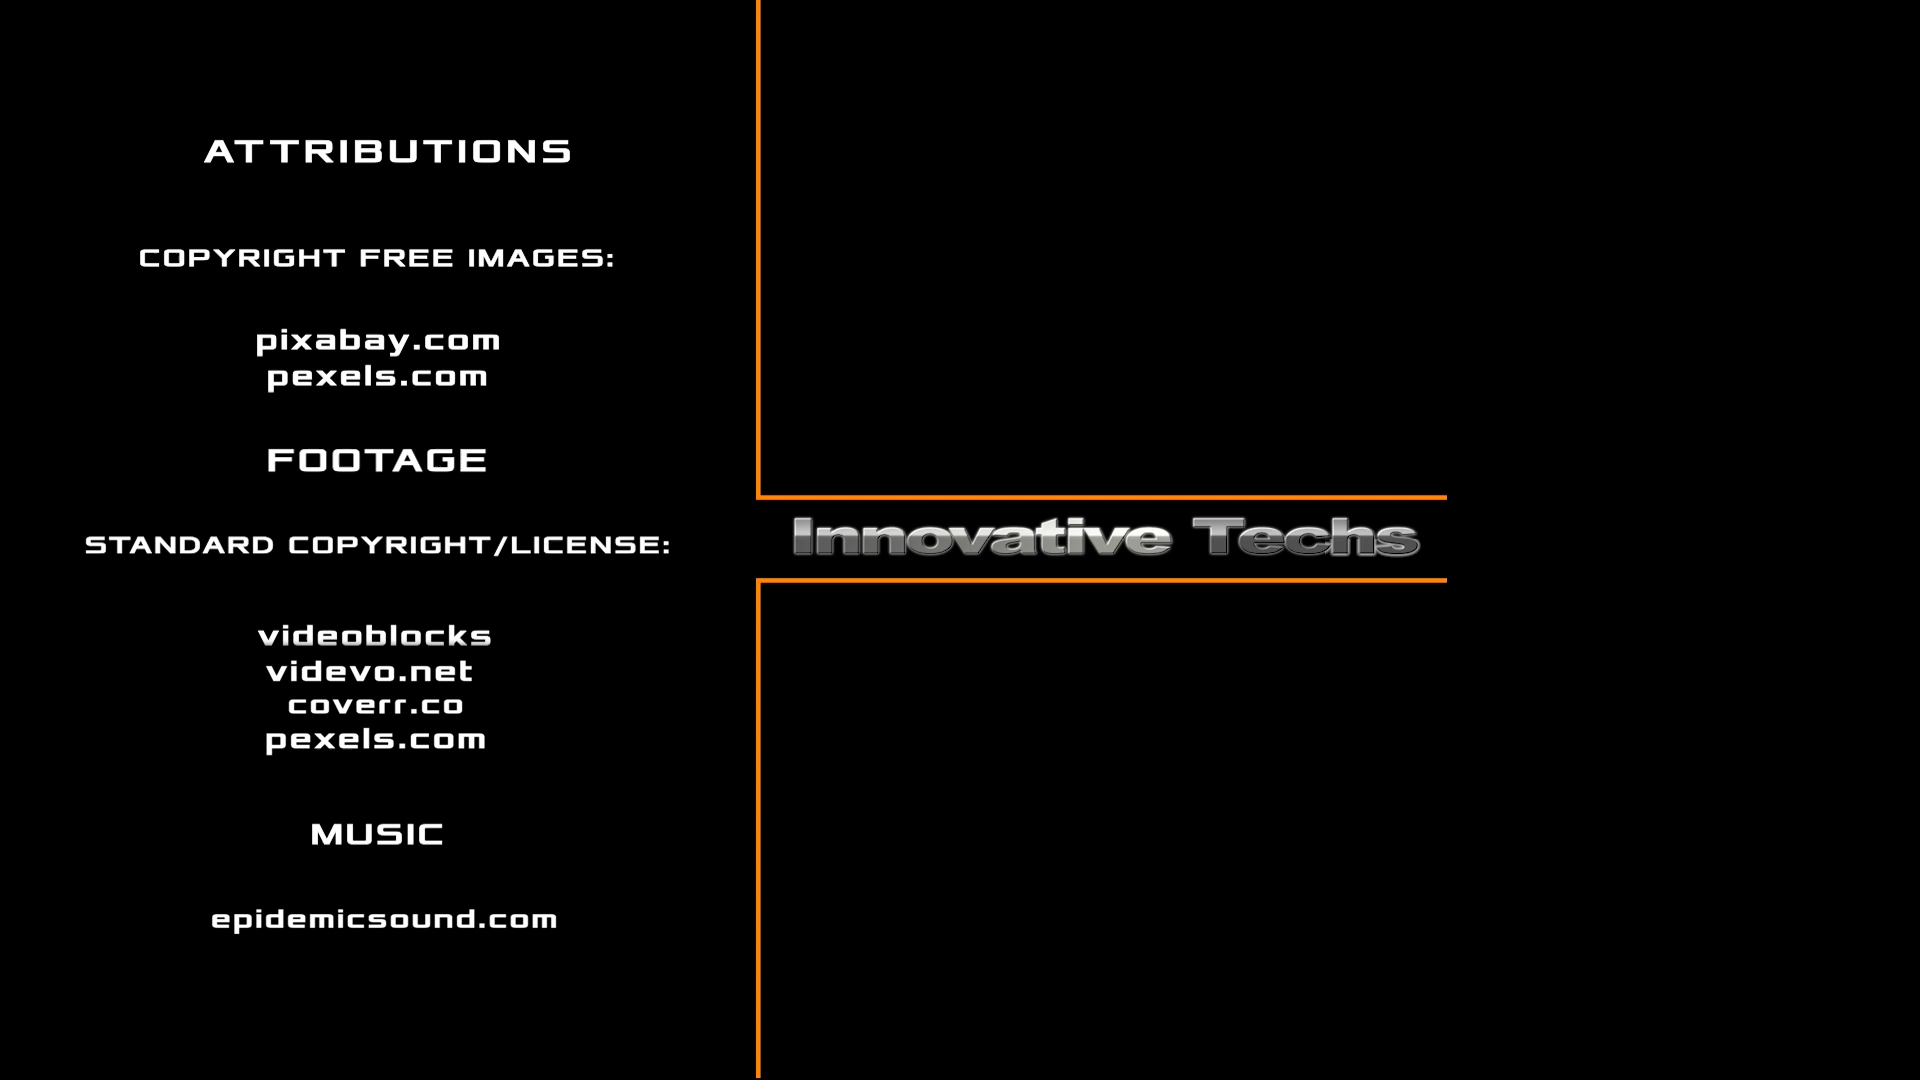 ATTRIBUTIONS
COPYRIGHT FREE IMAGES:
pixabay.com
pexels.com
FOOTAGE
STANDARD COPYRIGHT/LICENSE:
videoblocks
videvo.net
coverr.co
pexels.com
MUSIC
epidemicsound.com
Innovative Techs